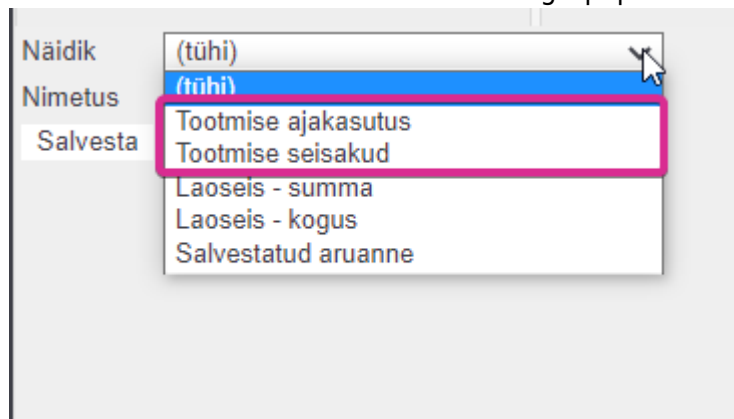 Näidik (tühi)
(tühi)
Nimetus
Tootmise ajakasutus
Salvesta
Tootmise seisakud
Laoseis - summa
Laoseis - kogus
Salvestatud aruanne